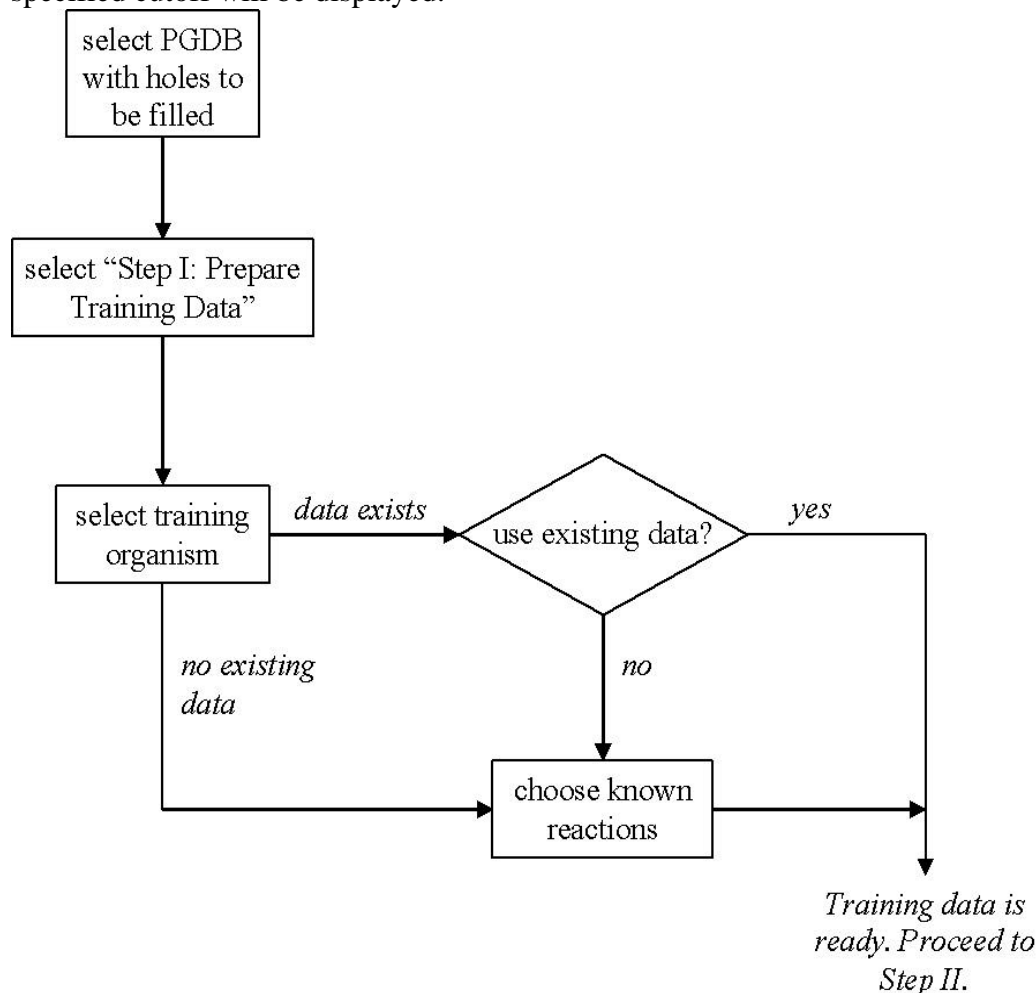 specified cutoff will be displayed.
select PGDB
with holes to
be filled
select “Step I: Prepare
Training Data”
select training
organism
data exists
use existing data?
yes
no existing
data
no
choose known
reactions
Training data is
ready. Proceed to
Step II.